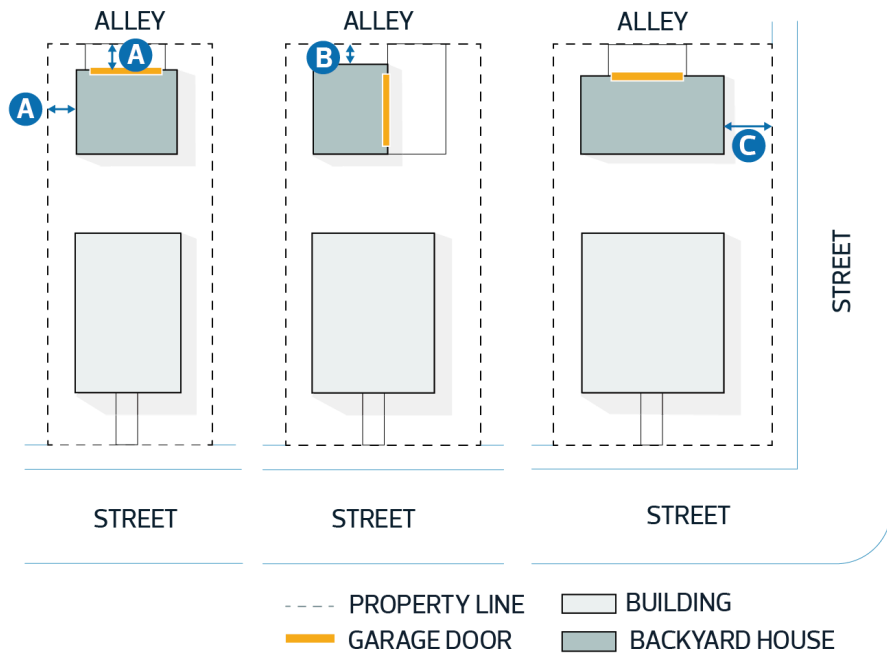 ALLEY
ALLEY
ALLEY
A
B
A
C
STREET
STREET
STREET
STREET
PROPERTY LINE
BUILDING
GARAGE DOOR
BACKYARD HOUSE